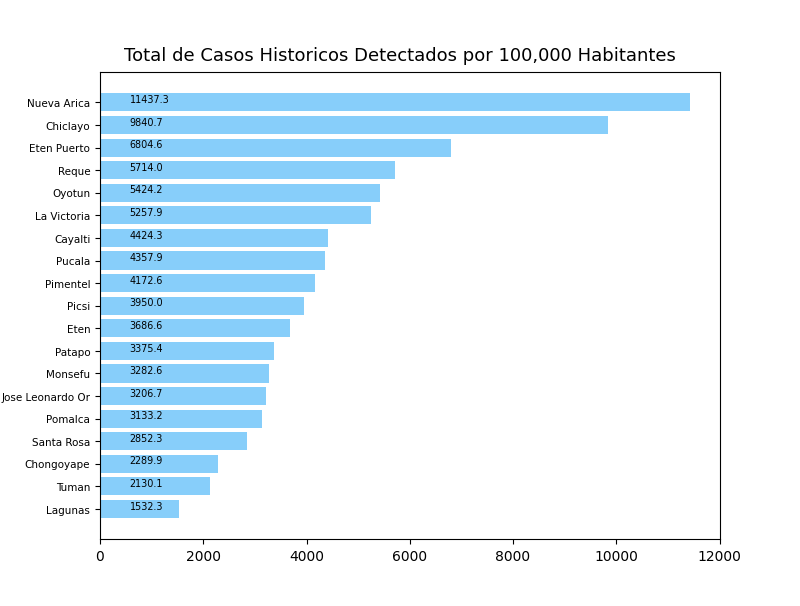 Total de Casos Historicos Detectados por 100,000 Habitantes
Nueva Arica 11437.3
Chiclayo 9840.7
Eten Puerto 6804.6
Reque 5714.0
Oyotun 5424.2
La Victoria 5257.9
Cayalti 4424.3
Pucala 4357.9
Pimentel 4172.6
Picsi 3950.0
Eten 3686.6
Patapo 3375.4
Monsefu 3282.6
Jose Leonardo Or 3206.7
Pomalca 3133.2
Santa Rosa 2852.3
Chongoyape 2289.9
Tuman 2130.1
Lagunas 1532.3
0 2000 4000 6000 8000 10000 12000